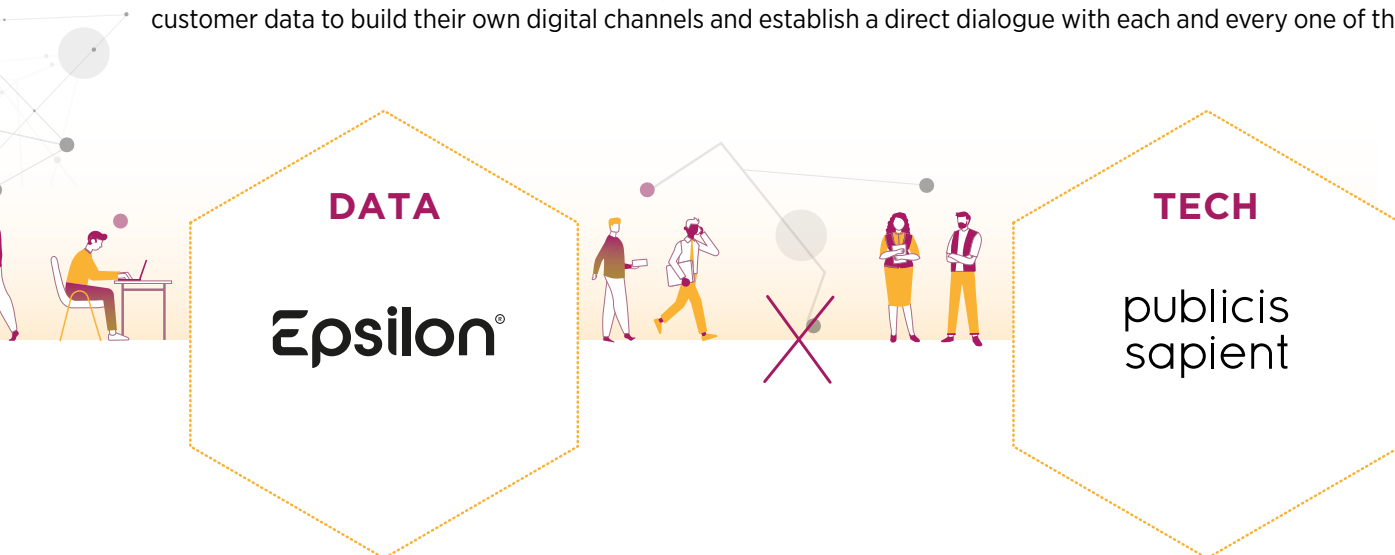 customer data to build their own digital channels and establish a direct dialogue with each and every one of th
DATA
TECH
Epsilon®
publicis
sapient